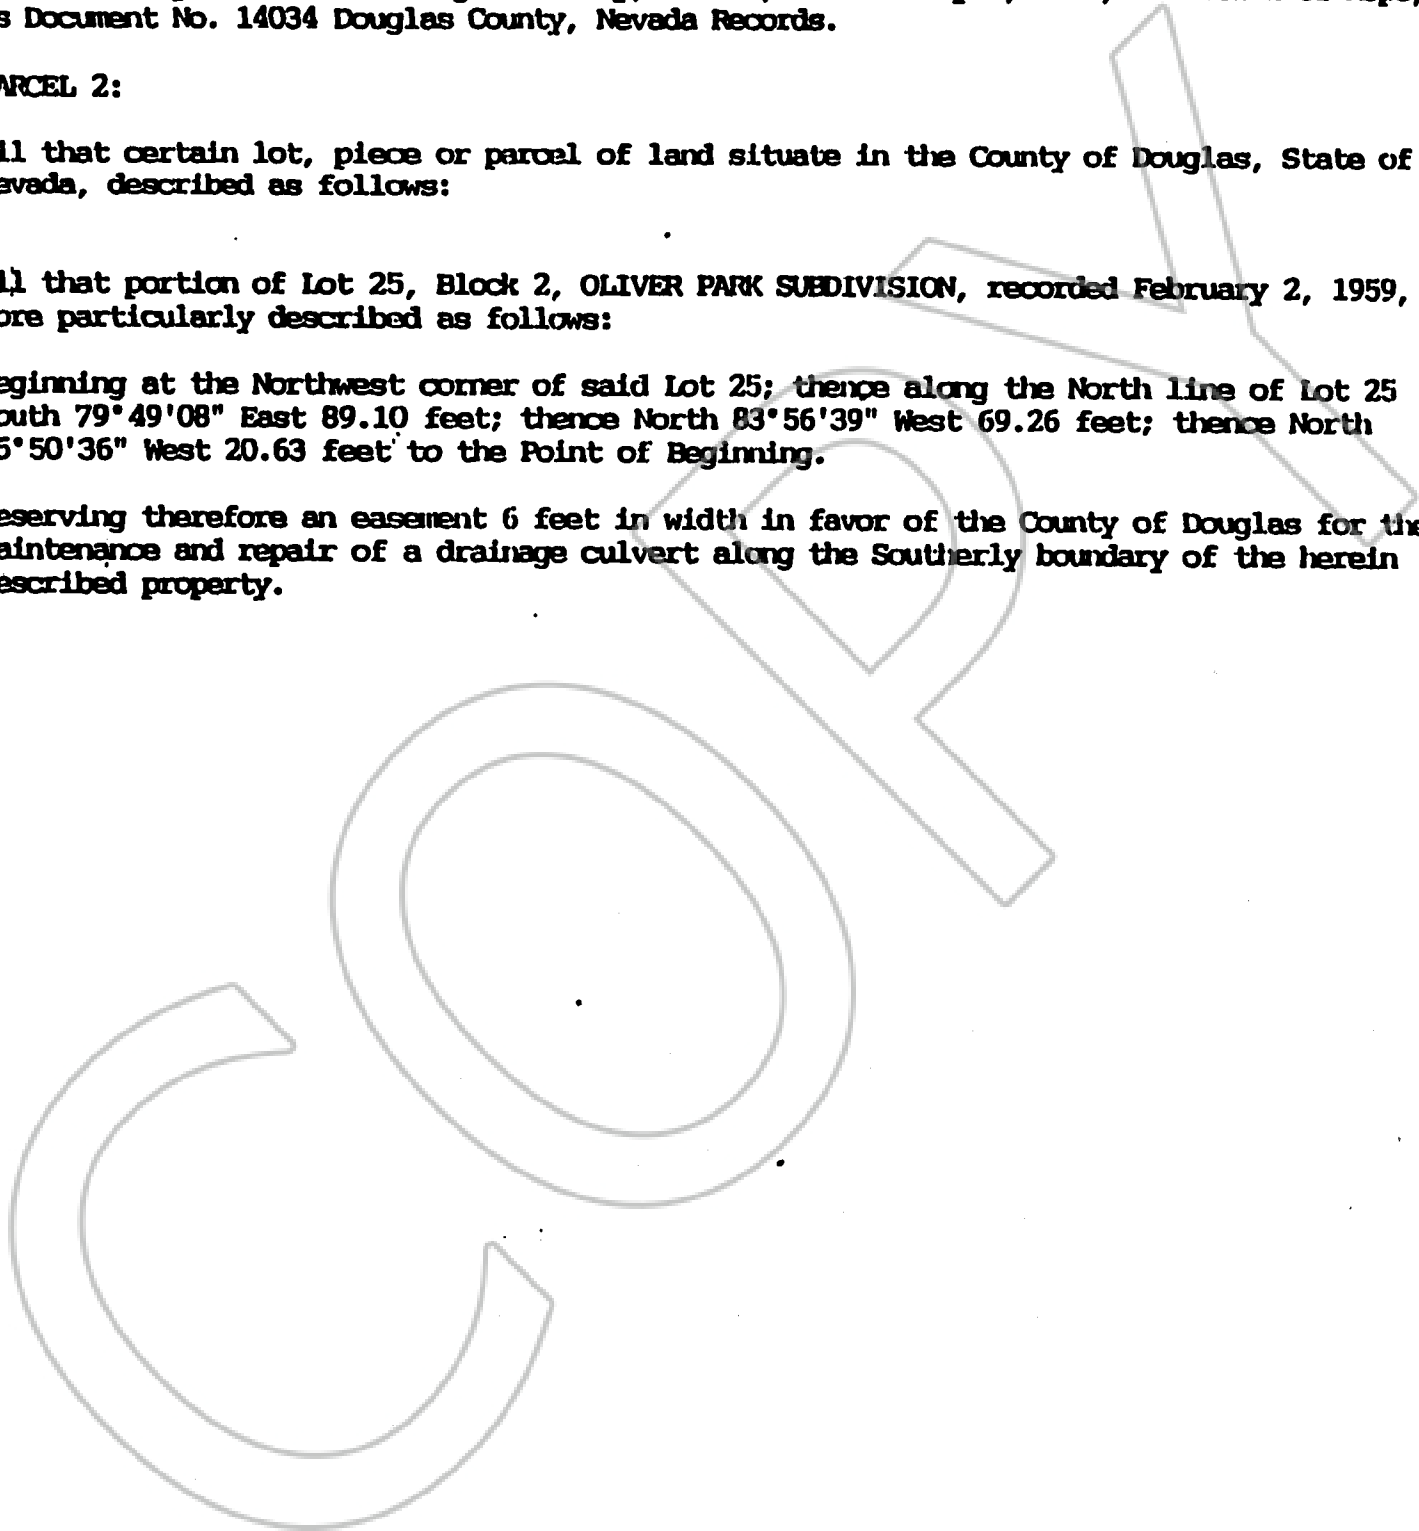 s Document No. 14034 Douglas County, Nevada Records.
ARCEL 2:
ll that certain lot, piece or parcel of land situate in the County of Douglas, State of
evada, described as follows:
ll that portion of Lot 25, Block 2, OLIVER PARK SUBDIVISION, recorded February 2, 1959,
ore particularly described as follows:
eginning at the Northwest corner of said Lot 25; thence along the North line of Lot 25
outh 79°49'08" East 89.10 feet; thence North 83°56'39" West 69.26 feet; thence North
5°50'36" West 20.63 feet to the Point of Beginning.
eserving therefore an easement 6 feet in width in favor of the County of Douglas for the
aintenance and repair of a drainage culvert along the Southerly boundary of the herein
escribed property.
COPY